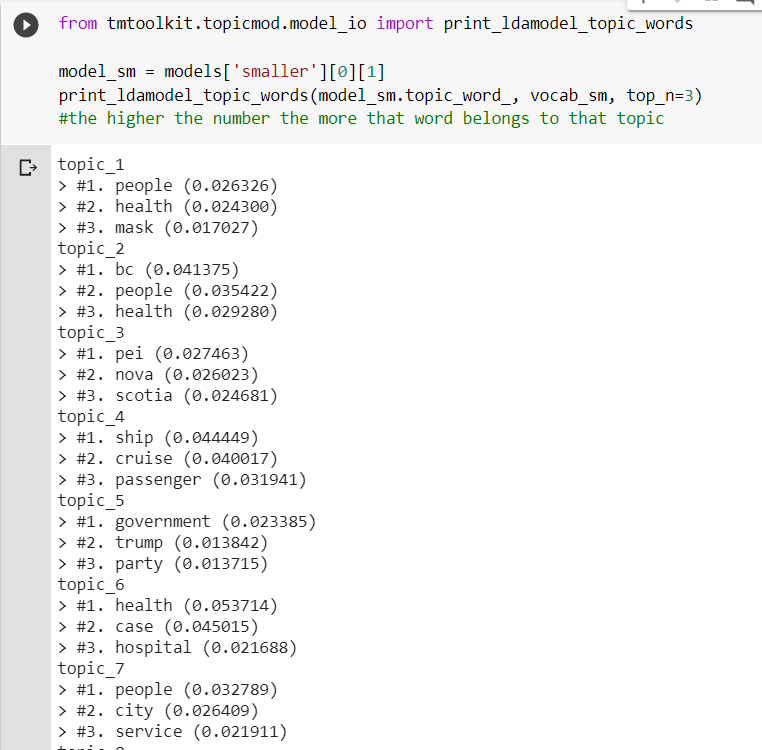 from tmtoolkit.topicmod.model_io import print_ldamodel_topic_words
model_sm = models['smaller'][0][1]
print_ldamodel_topic_words(model_sm.topic_word_, vocab_sm, top_n=3)
#the higher the number the more that word belongs to that topic
topic_1
> #1. people (0.026326)
> #2. health (0.024300)
> #3. mask (0.017027)
topic_2
> #1. bc (0.041375)
> #2. people (0.035422)
> #3. health (0.029280)
topic_3
> #1. pei (0.027463)
> #2. nova (0.026023)
> #3. scotia (0.024681)
topic_4
> #1. ship (0.044449)
> #2. cruise (0.040017)
> #3. passenger (0.031941)
topic_5
> #1. government (0.023385)
> #2. trump (0.013842)
> #3. party (0.013715)
topic_6
> #1. health (0.053714)
> #2. case (0.045015)
> #3. hospital (0.021688)
topic_7
> #1. people (0.032789)
> #2. city (0.026409)
> #3. service (0.021911)